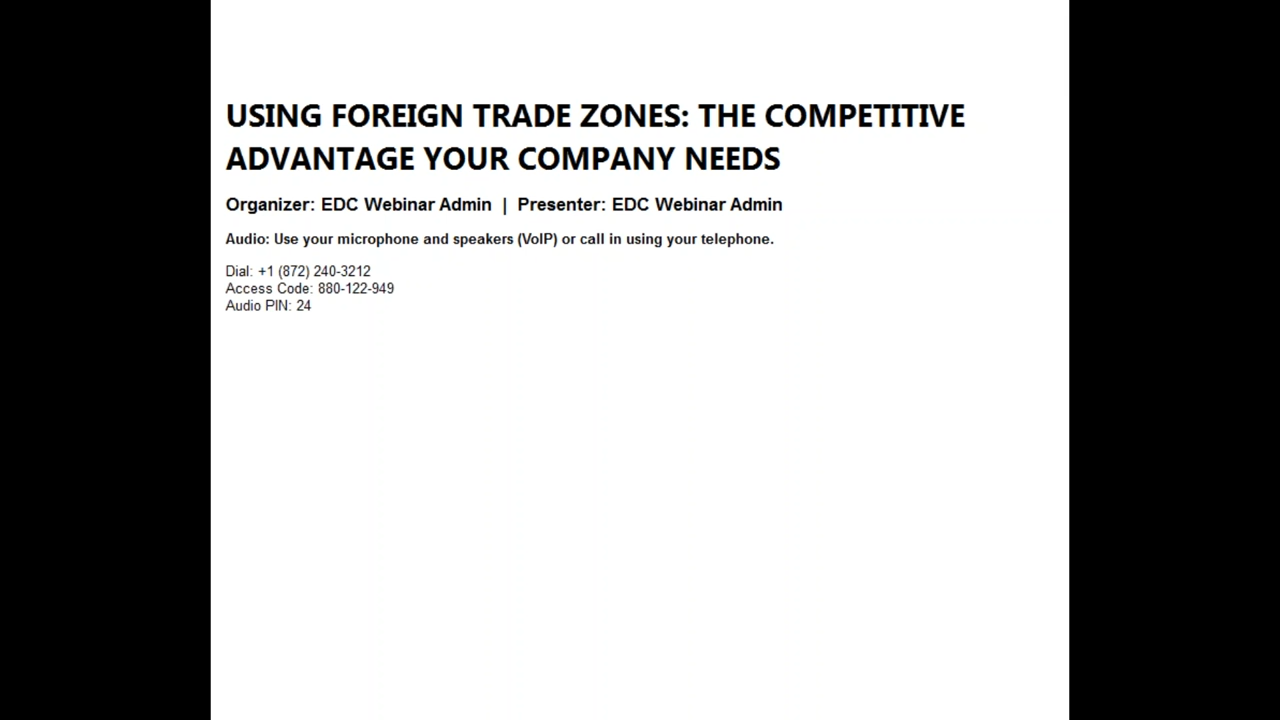 USING FOREIGN TRADE ZONES: THE COMPETITIVE
ADVANTAGE YOUR COMPANY NEEDS
Organizer: EDC Webinar Admin | Presenter: EDC Webinar Admin
Audio: Use your microphone and speakers (VoIP) or call in using your telephone.
Dial: +1 (872) 240-3212
Access Code: 880-122-949
Audio PIN: 24